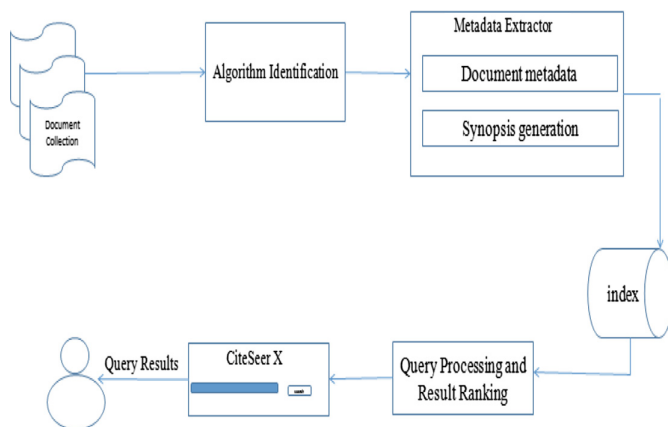 Metadata Extractor
Algorithm Identification
Document metadata
Synopsis generation
Document
Collection
index
Query Results
CiteSeer X
Query Processing and
Result Ranking